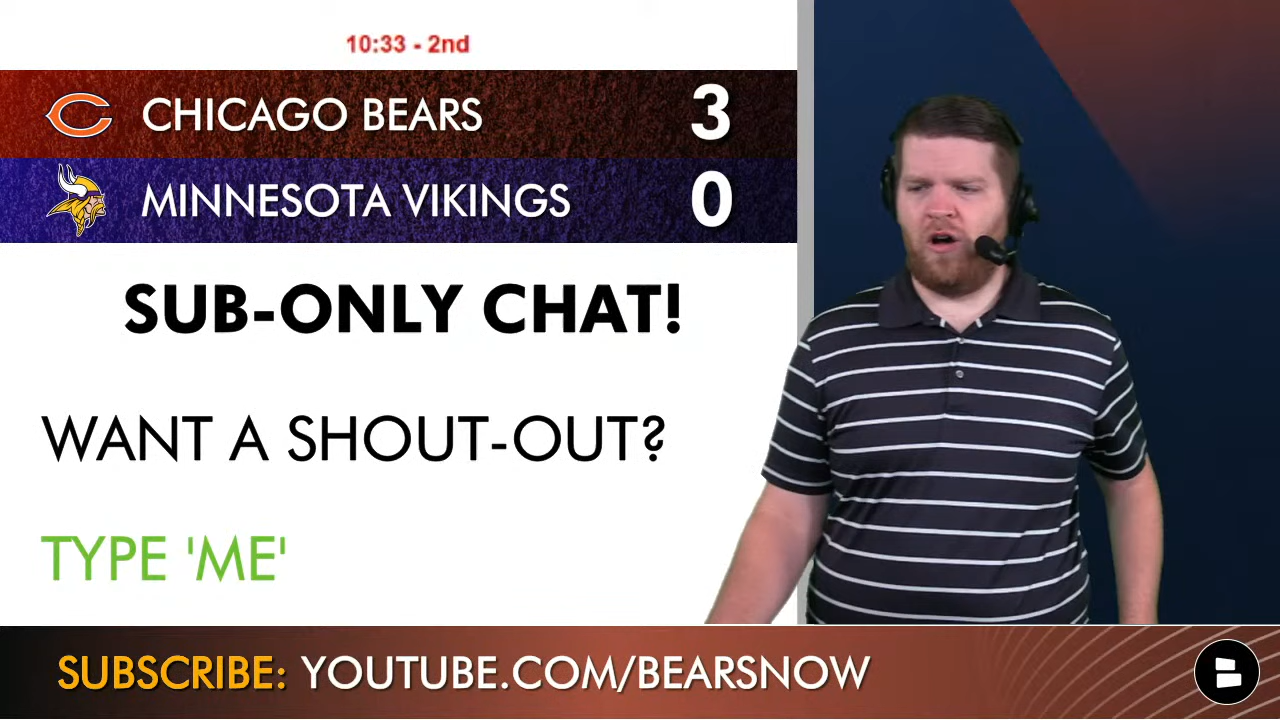 10:33 - 2nd
CHICAGO BEARS 3
MINNESOTA VIKINGS 0
SUB-ONLY CHAT!
WANT A SHOUT-OUT?
TYPE 'ME'
SUBSCRIBE: YOUTUBE.COM/BEARSNOW